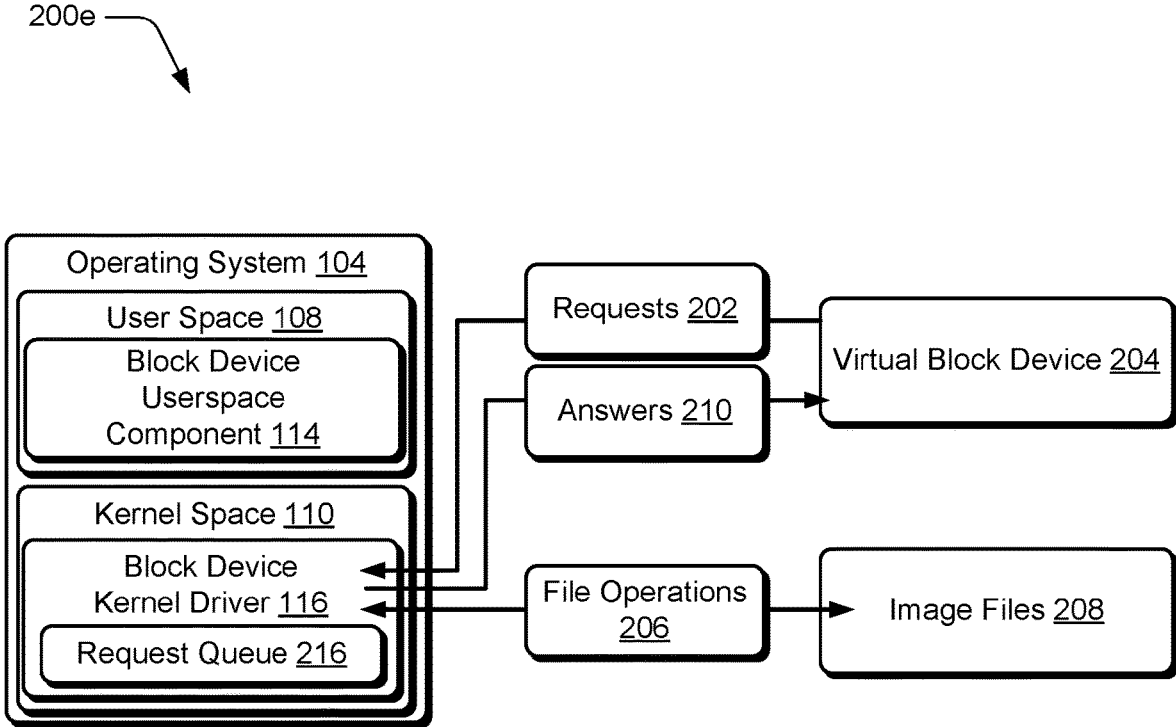 200e
Operating System 104
User Space 108
Block Device
Userspace
Component 114
Kernel Space 110
Block Device
Kernel Driver 116
Request Queue 216
Requests 202
Answers 210
File Operations
206
Virtual Block Device 204
Image Files 208